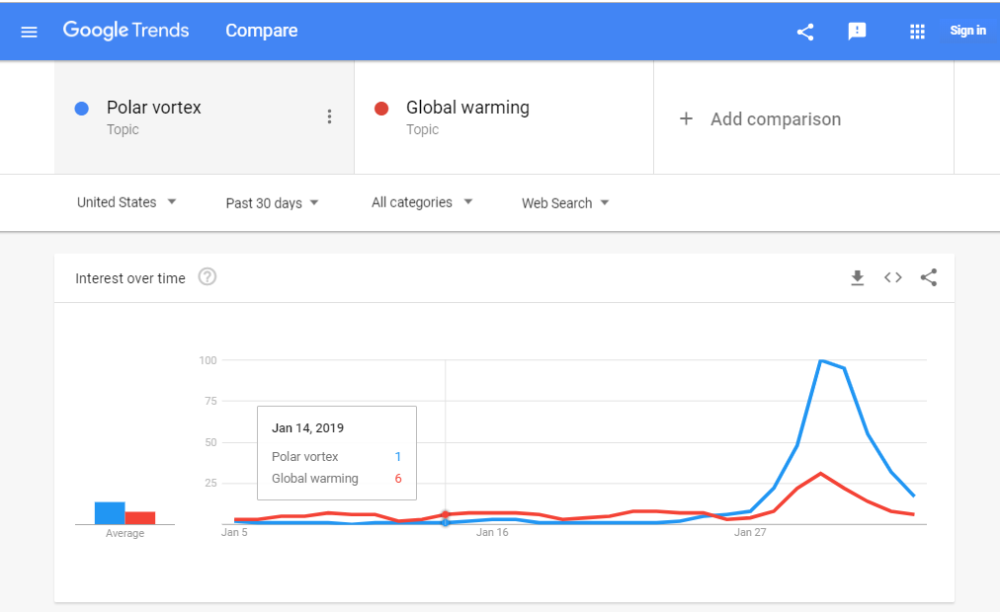 Google Trends Compare Sign in
Polar vortex
Topic
Global warming
Topic
+ Add comparison
United States Past 30 days All categories Web Search
Interest over time ?
100
75
50
25
Jan 14, 2019
Polar vortex 1
Global warming 6
Average Jan 5 Jan 16 Jan 27